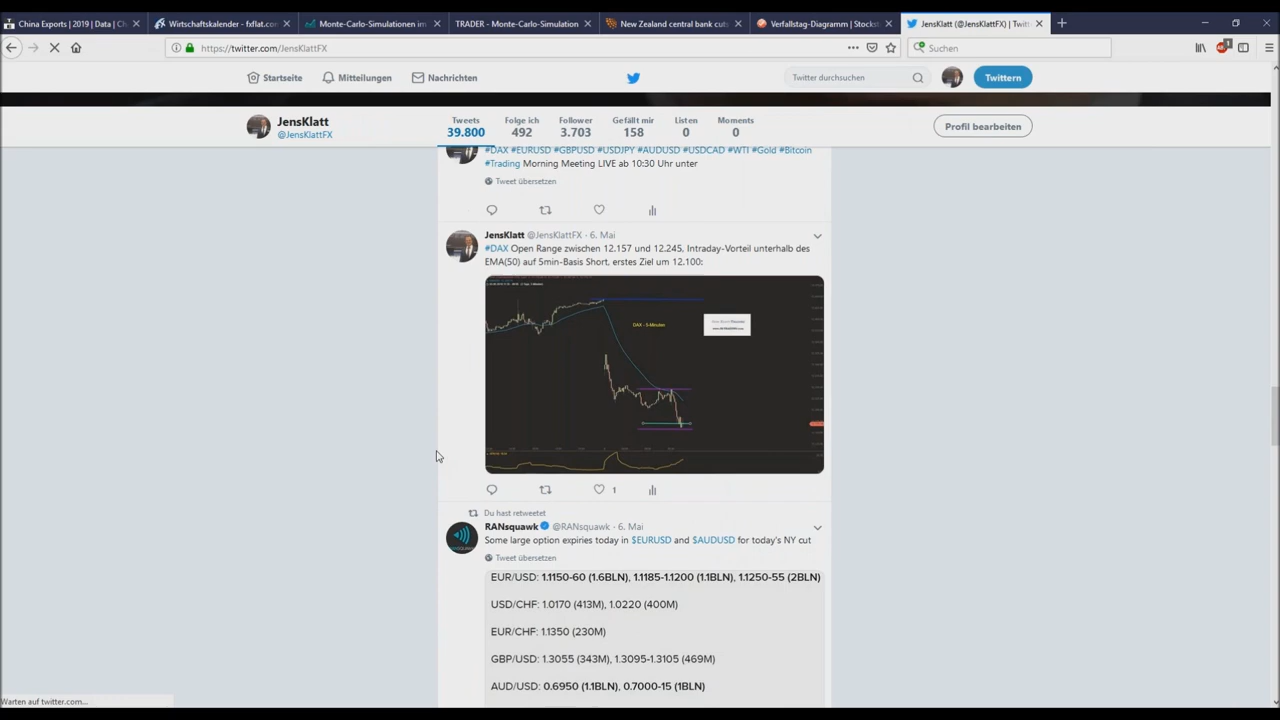 China Exports | 2019 | Data | Ch
Wirtschaftskalender - fxflat.com
Monte-Carlo-Simulationen im
TRADER - Monte-Carlo-Simulation
New Zealand central bank cuts
Verfallstag-Diagramm | Stockst
JensKlatt (@JensKlattFX) | Twitt
https://twitter.com/JensKlattFX
Suchen
Startseite
Mitteilungen
Nachrichten
Twitter durchsuchen
Twittern
JensKlatt
@JensKlattFX
Tweets
39.800
Folge ich
492
Follower
3.703
Gefällt mir
158
Listen
0
Moments
0
Profil bearbeiten
#DAX #EURUSD #GBPUSD #USDJPY #AUDUSD #USDCAD #WTI #Gold #Bitcoin
#Trading Morning Meeting LIVE ab 10:30 Uhr unter
Tweet übersetzen
JensKlatt @JensKlattFX · 6. Mai
#DAX Open Range zwischen 12.157 und 12.245, Intraday-Vorteil unterhalb des
EMA(50) auf 5min-Basis Short, erstes Ziel um 12.100:
DAX - 5-Minuten
1
Du hast retweetet
RANsquawk @RANsquawk · 6. Mai
Some large option expiries today in $EURUSD and $AUDUSD for today's NY cut
Tweet übersetzen
EUR/USD: 1.1150-60 (1.6BLN), 1.1185-1.1200 (1.1BLN), 1.1250-55 (2BLN)
USD/CHF: 1.0170 (413M), 1.0220 (400M)
EUR/CHF: 1.1350 (230M)
GBP/USD: 1.3055 (343M), 1.3095-1.3105 (469M)
AUD/USD: 0.6950 (1.1BLN), 0.7000-15 (1BLN)
Warten auf twitter.com...